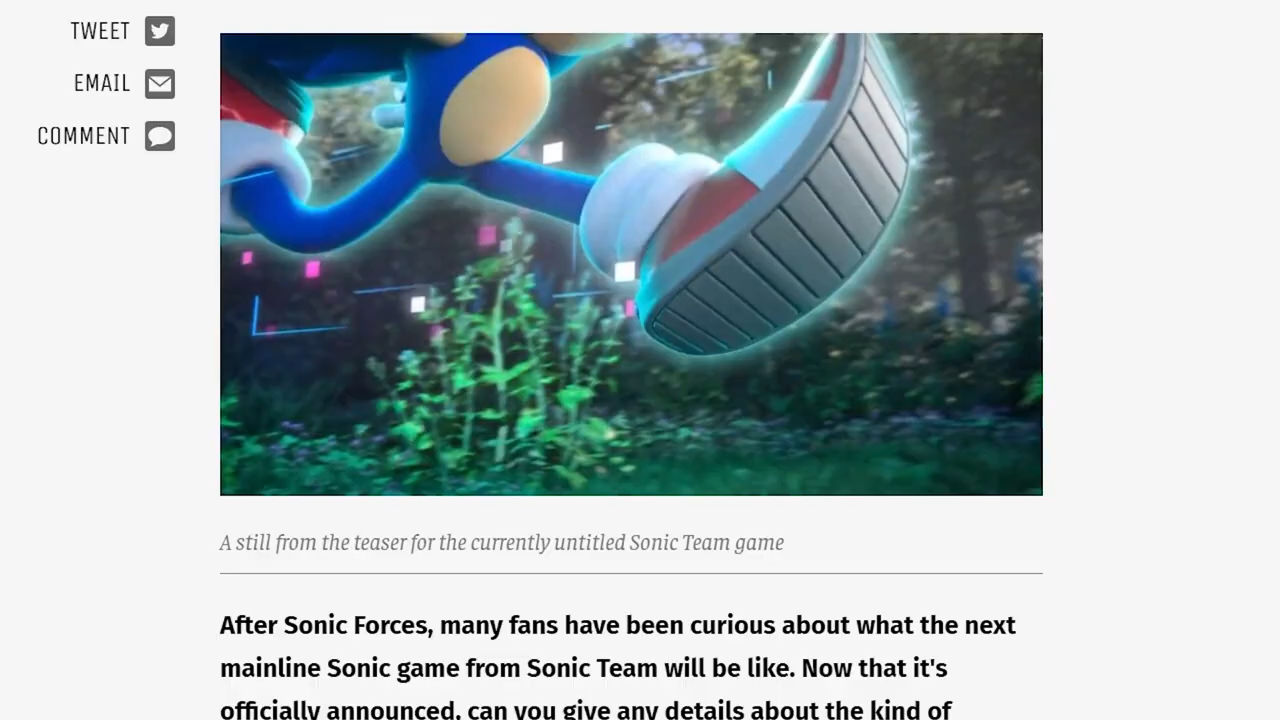 TWEET
EMAIL
COMMENT
A still from the teaser for the currently untitled Sonic Team game
After Sonic Forces, many fans have been curious about what the next
mainline Sonic game from Sonic Team will be like. Now that it's
officially announced, can you give any details about the kind of